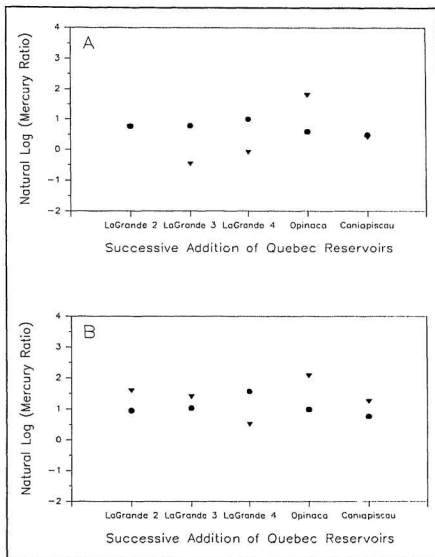 A
Natural Log (Mercury Ratio)
4
3
2
1
0
-1
-2
LaGrande 2 LaGrande 3 LaGrande 4 Opinaca Caniapiscau
Successive Addition of Quebec Reservoirs
B
Natural Log (Mercury Ratio)
4
3
2
1
0
-1
-2
LaGrande 2 LaGrande 3 LaGrande 4 Opinaca Caniapiscau
Successive Addition of Quebec Reservoirs